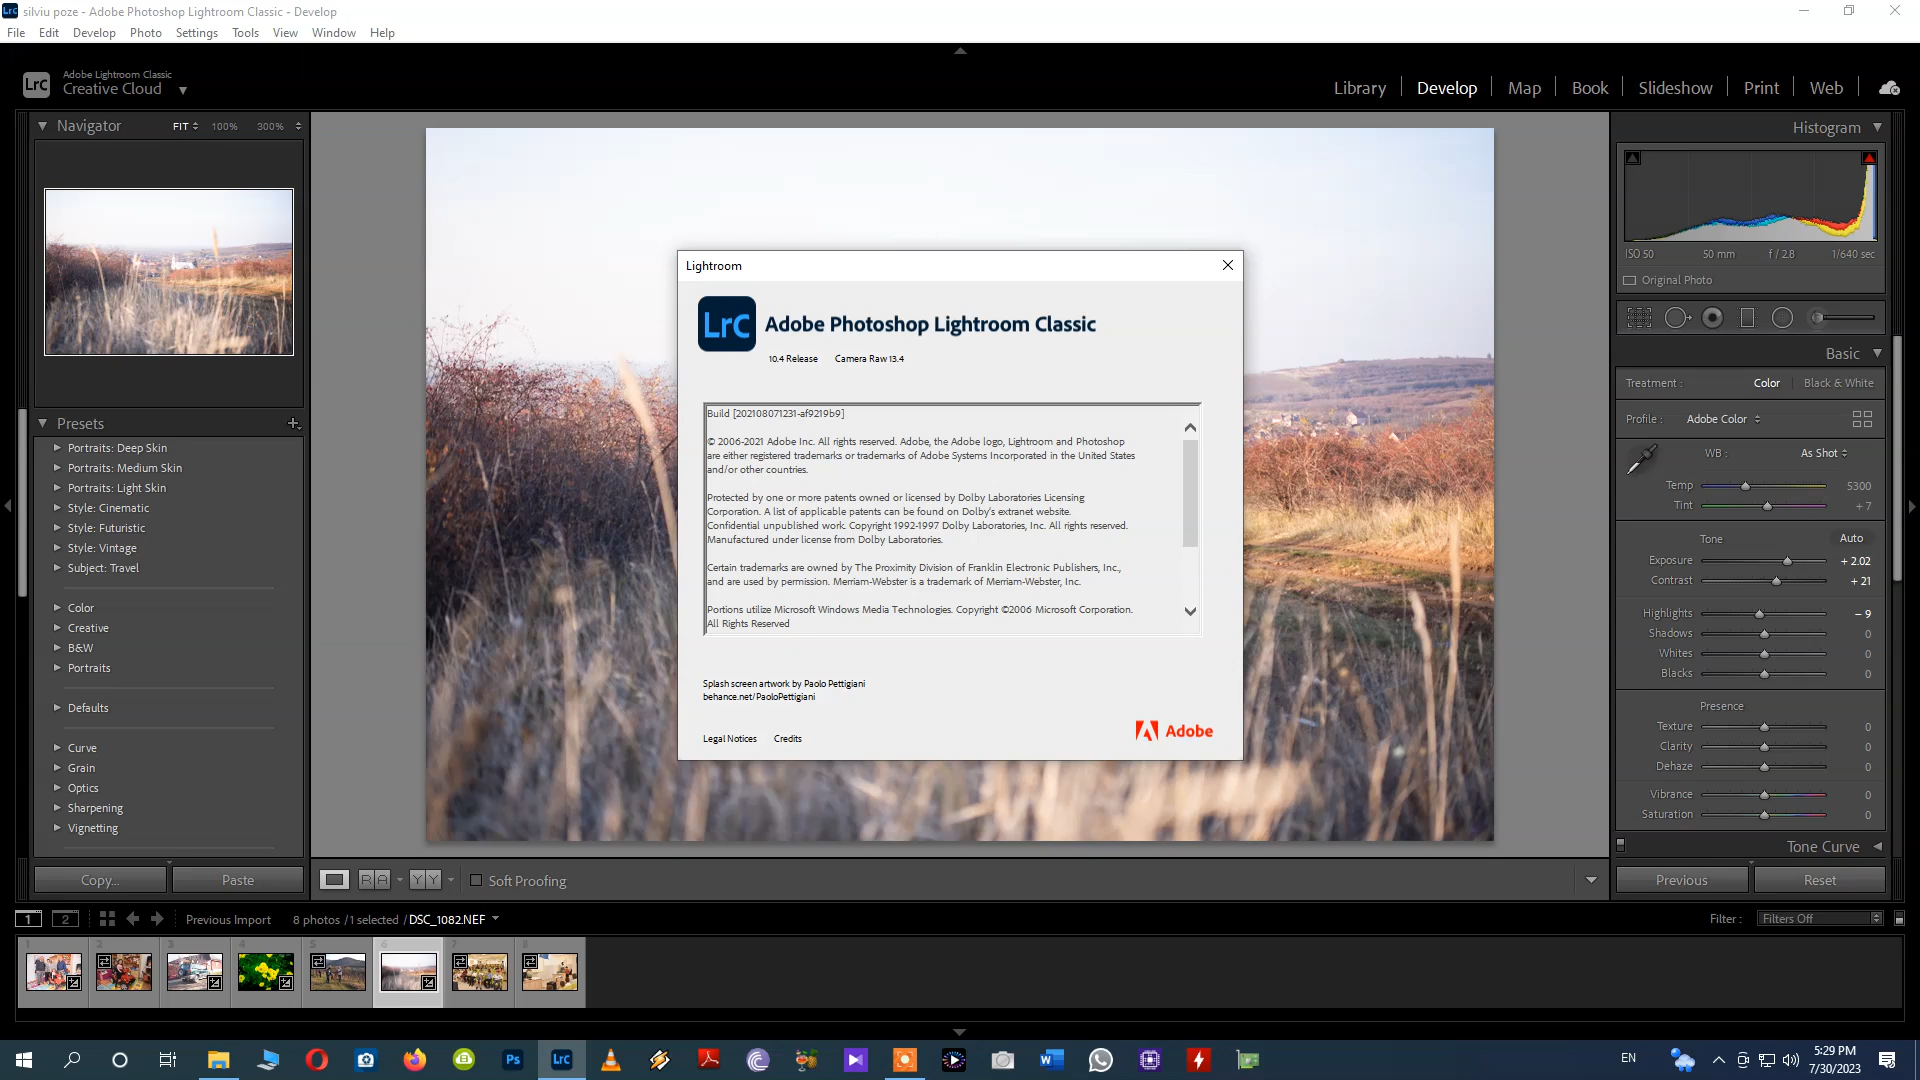 Lrc silviu poze - Adobe Photoshop Lightroom Classic - Develop
File Edit Develop Photo Settings Tools View Window Help
LrC Adobe Lightroom Classic
Creative Cloud
Library Develop Map Book Slideshow Print Web
Navigator FIT 100% 300%
Presets
Portraits: Deep Skin
Portraits: Medium Skin
Portraits: Light Skin
Style: Cinematic
Style: Futuristic
Style: Vintage
Subject: Travel
Color
Creative
B&W
Portraits
Defaults
Curve
Grain
Optics
Sharpening
Vignetting
Copy... Paste
Lightroom
LrC Adobe Photoshop Lightroom Classic
10.4 Release Camera Raw 13.4
Build [202108071231-af9219b9]
© 2006-2021 Adobe Inc. All rights reserved. Adobe, the Adobe logo, Lightroom and Photoshop
are either registered trademarks or trademarks of Adobe Systems Incorporated in the United States
and/or other countries.
Protected by one or more patents owned or licensed by Dolby Laboratories Licensing
Corporation. A list of applicable patents can be found on Dolby's extranet website.
Confidential unpublished work. Copyright 1992-1997 Dolby Laboratories, Inc. All rights reserved.
Manufactured under license from Dolby Laboratories.
Certain trademarks are owned by The Proximity Division of Franklin Electronic Publishers, Inc.,
and are used by permission. Merriam-Webster is a trademark of Merriam-Webster, Inc.
Portions utilize Microsoft Windows Media Technologies. Copyright ©2006 Microsoft Corporation.
All Rights Reserved
Splash screen artwork by Paolo Pettigiani
behance.net/PaoloPettigiani
Legal Notices Credits
Adobe
Histogram
ISO 50 50 mm f / 2.8 1/640 sec
Original Photo
Basic
Treatment : Color Black & White
Profile : Adobe Color
WB : As Shot
Temp 5300
Tint + 7
Tone Auto
Exposure + 2.02
Contrast + 21
Highlights – 9
Shadows 0
Whites 0
Blacks 0
Presence
Texture 0
Clarity 0
Dehaze 0
Vibrance 0
Saturation 0
Tone Curve
Previous Reset
R A Y Y Soft Proofing
1 2 Previous Import 8 photos / 1 selected / DSC_1082.NEF
Filter : Filters Off
1 2 3 4 5 6 7 8
Ps LrC W
EN
5:29 PM
7/30/2023